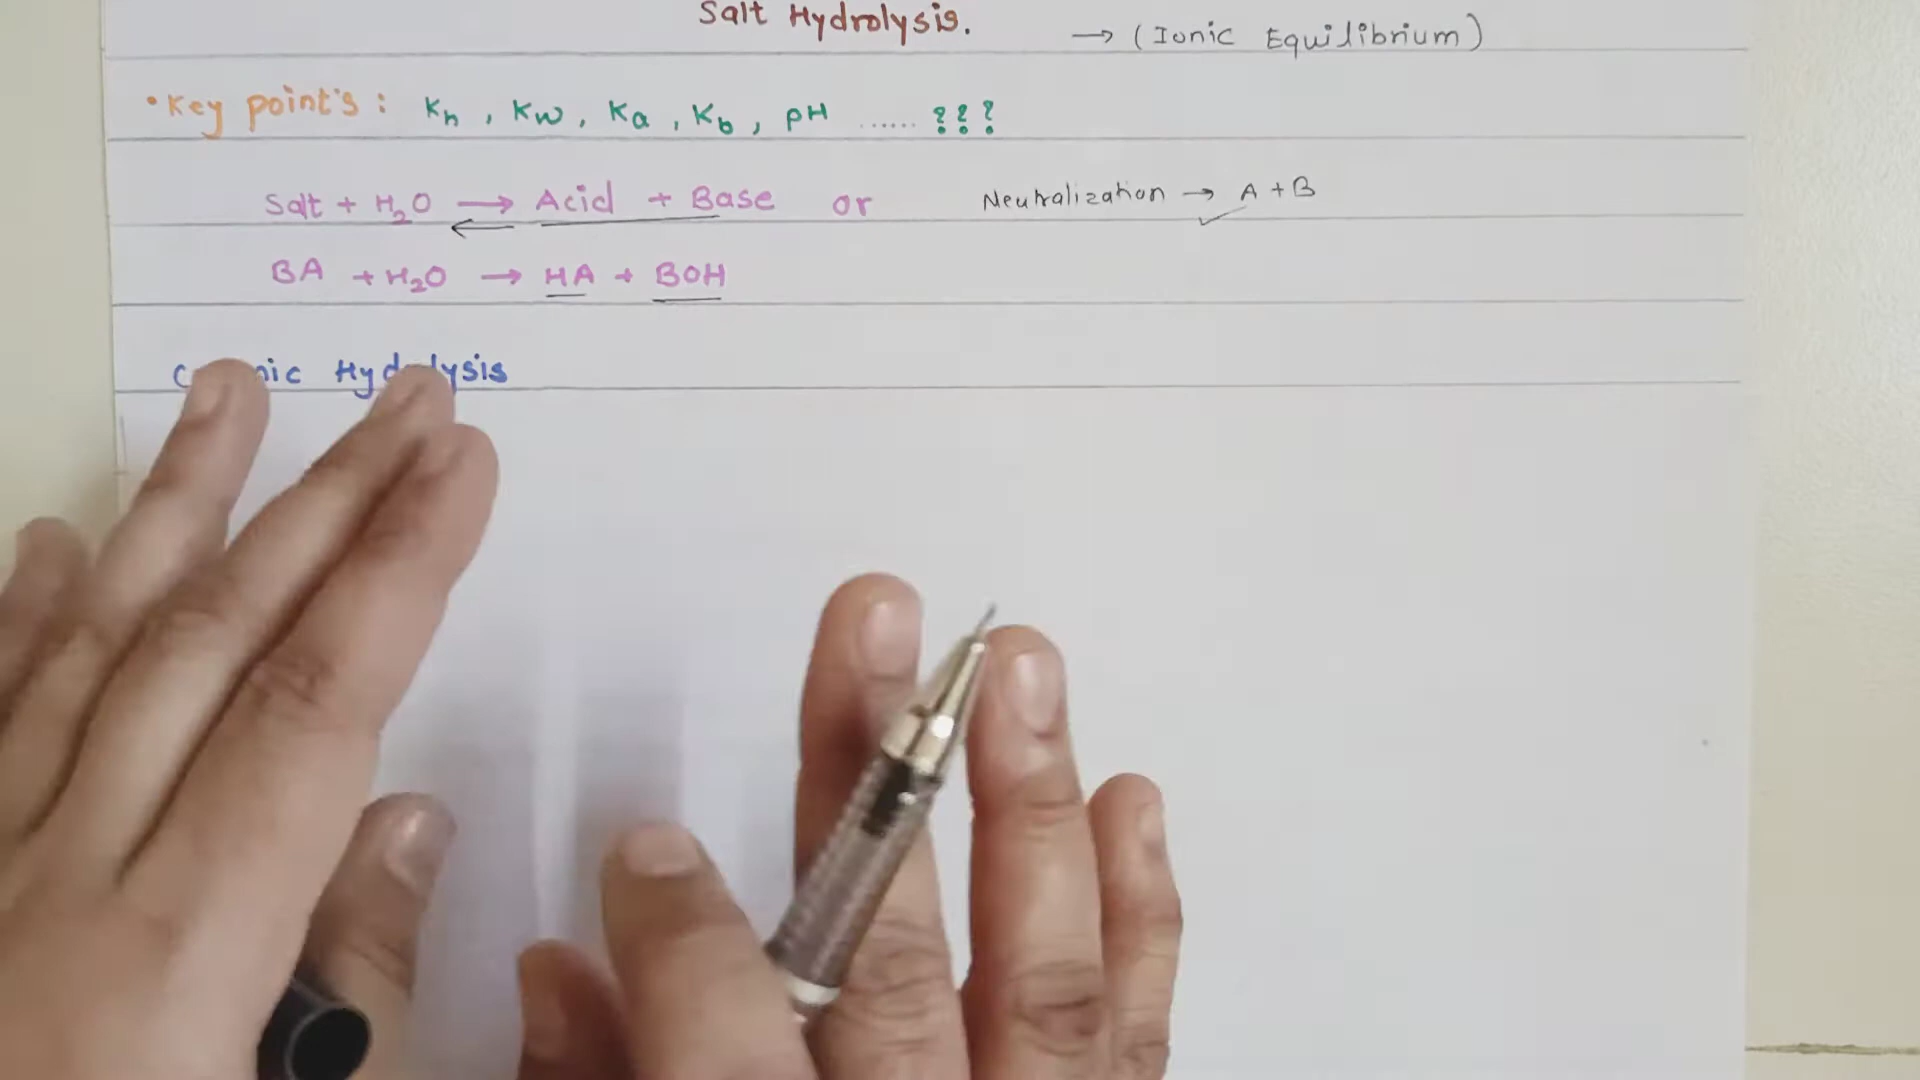 Salt Hydrolysis. → (Ionic Equilibrium)
• Key point's : Kh , Kw, Ka , Kb , pH ...... ???
Salt + H₂O ⟶ Acid + Base or Neutralization → A + B
BA + H₂O → HA + BOH
Hydrolysis